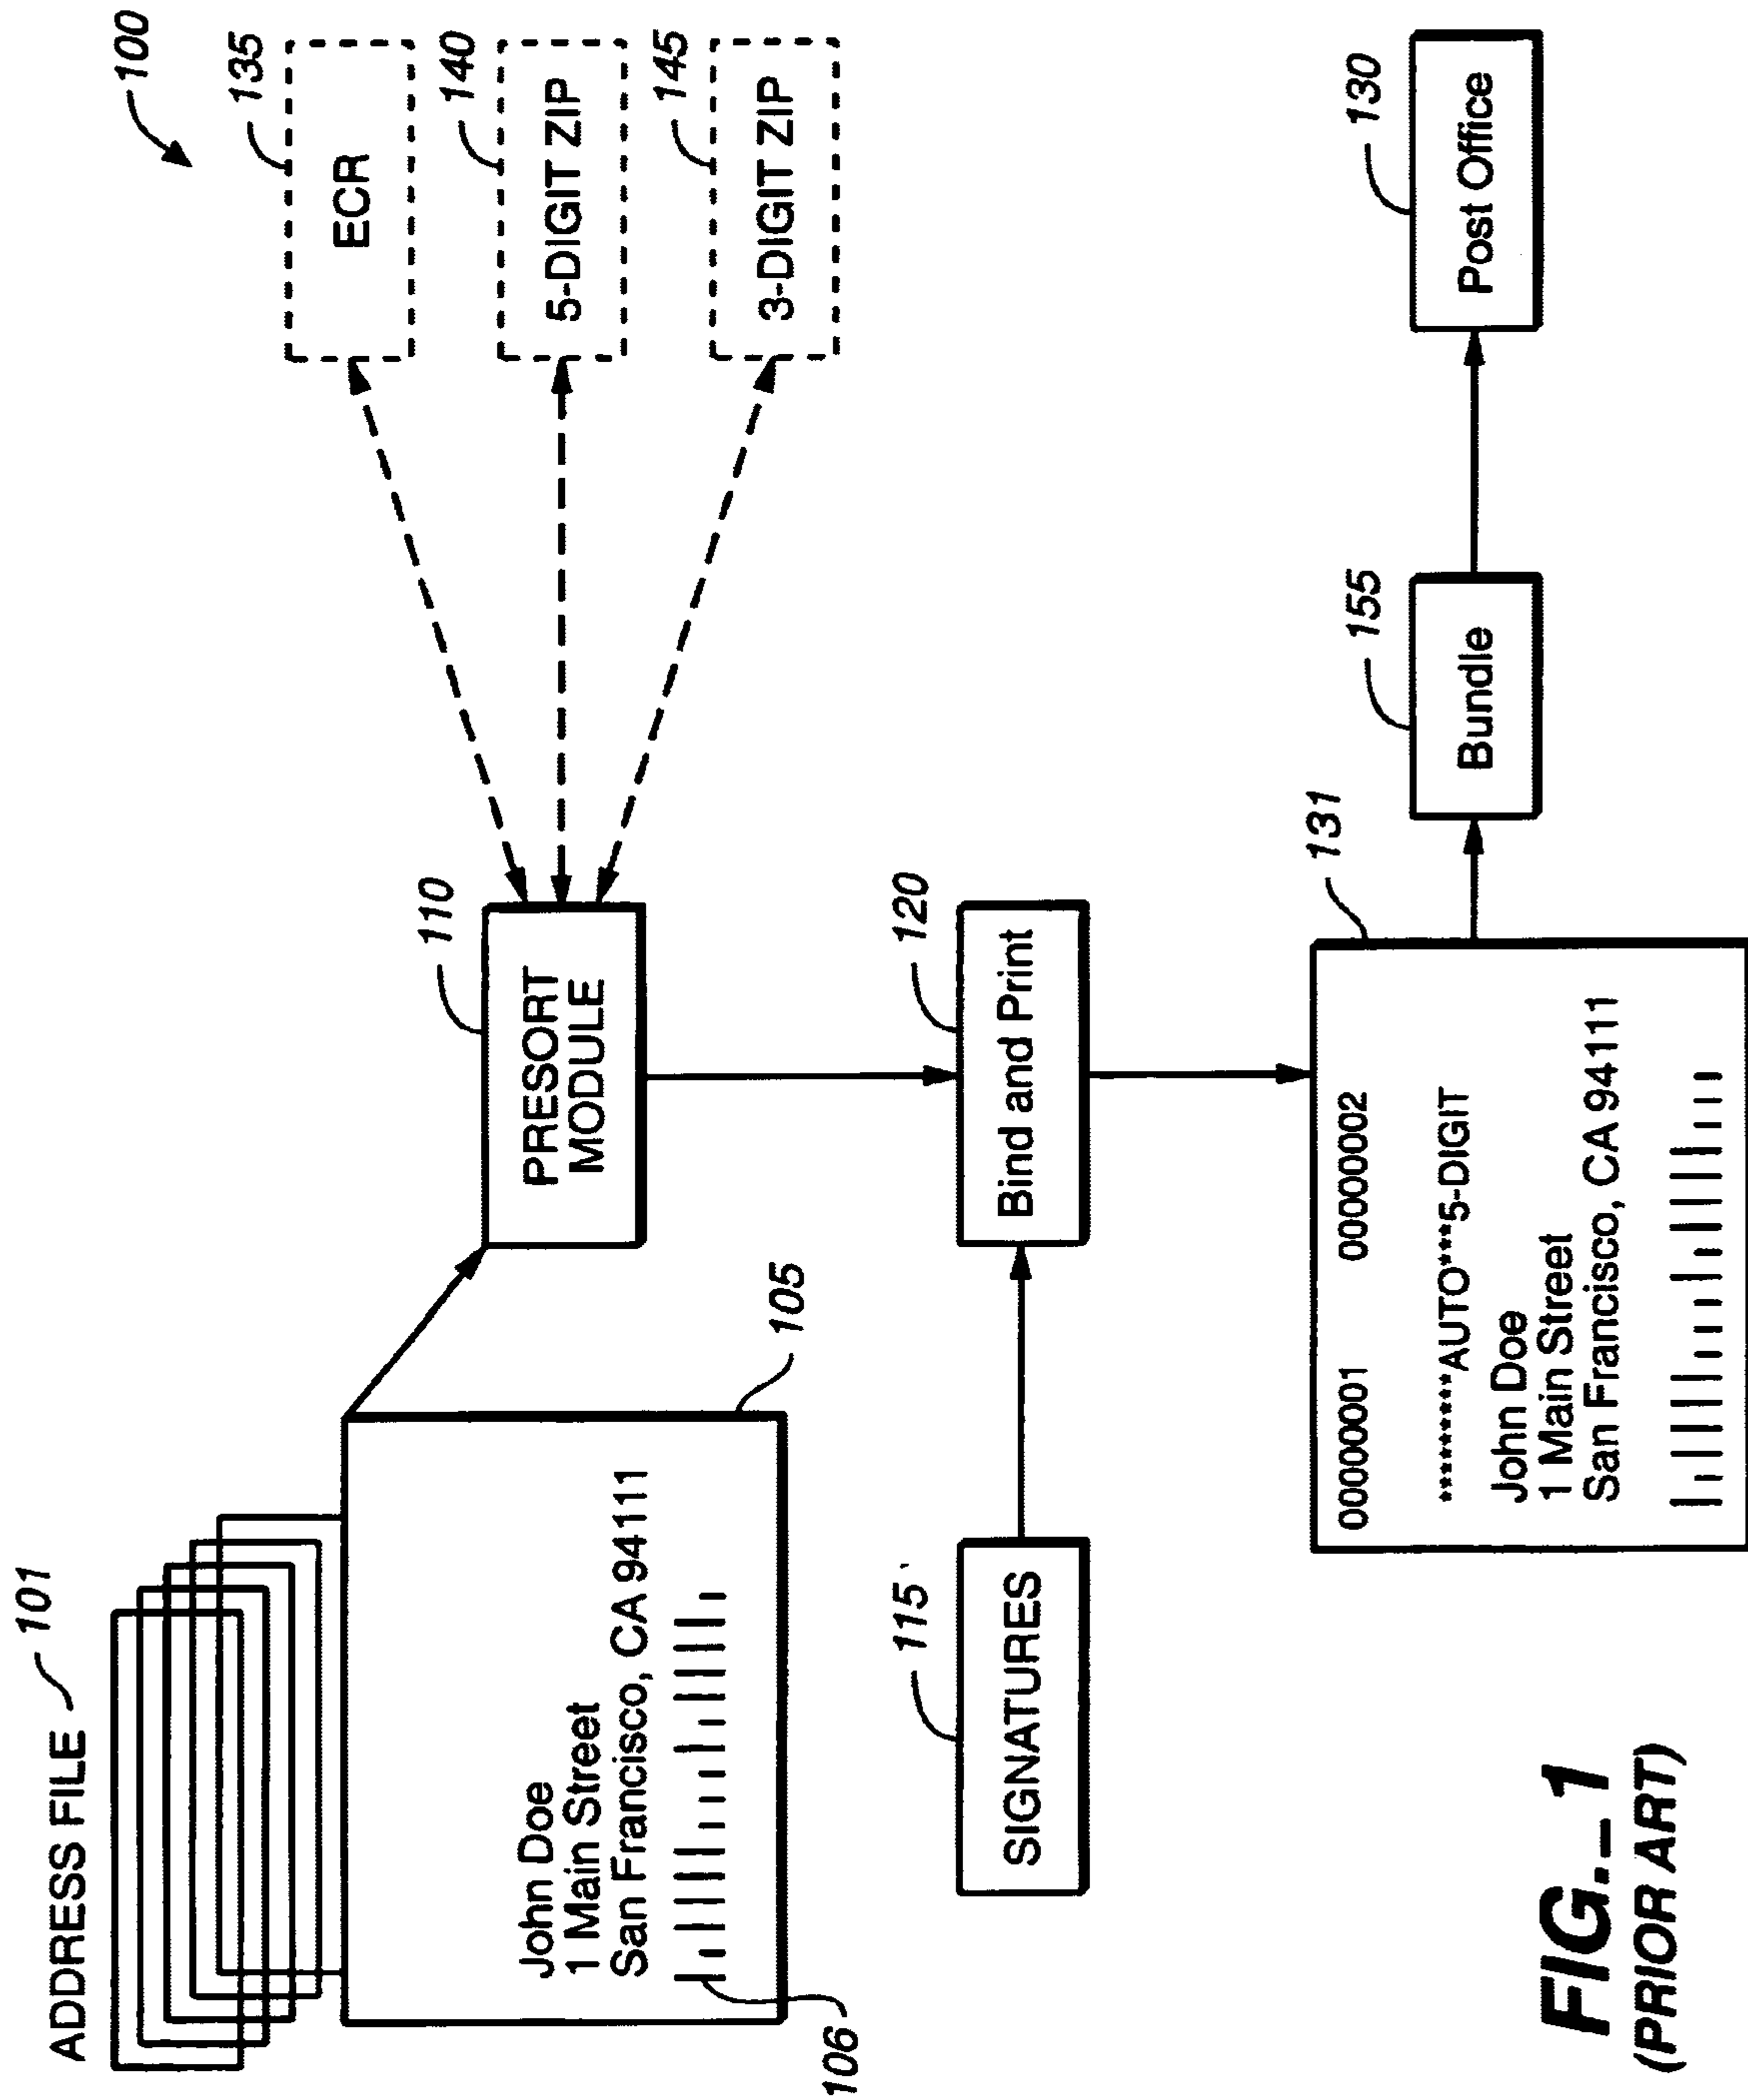 100
ADDRESS FILE
101
135
ECR
140
5-DIGIT ZIP
145
3-DIGIT ZIP
110
PRESORT
MODULE
John Doe
1 Main Street
San Francisco, CA 94111
105
106
115
SIGNATURES
120
Bind and Print
131
00000001 00000002
*********AUTO***5-DIGIT
John Doe
1 Main Street
San Francisco, CA 94111
155
Bundle
130
Post Office
FIG._1
(PRIOR ART)